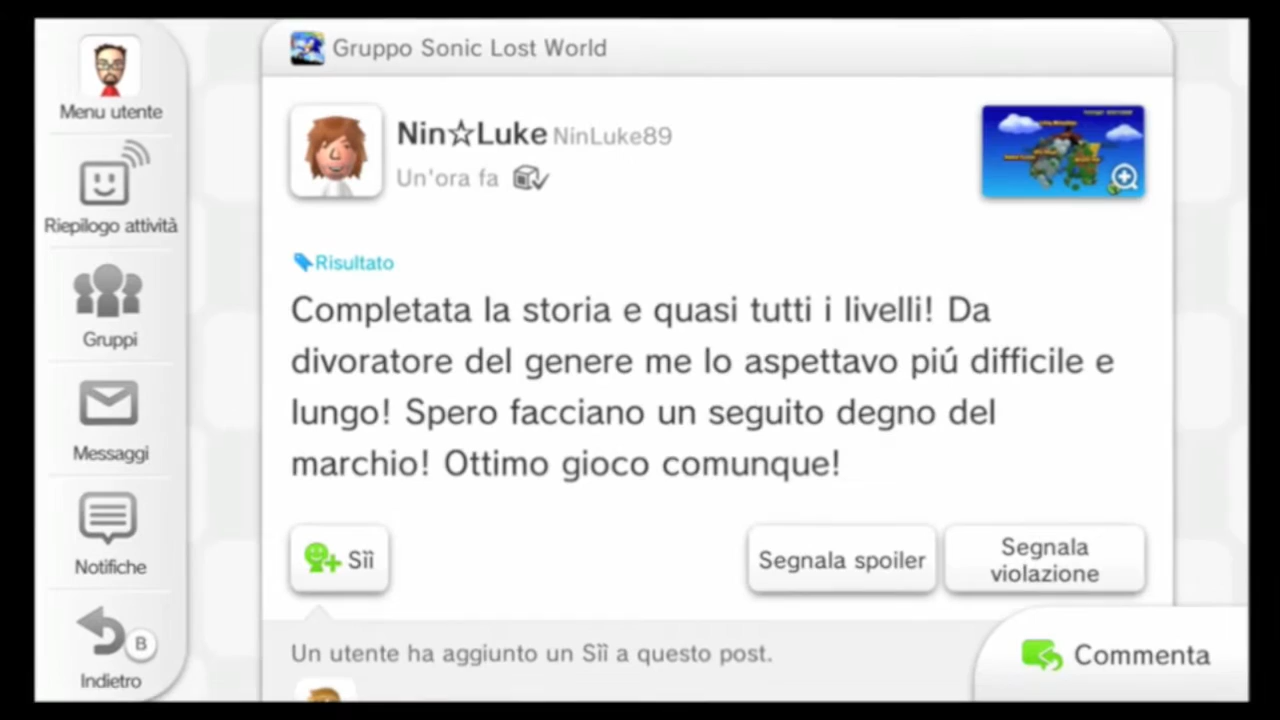 Menu utente
Riepilogo attività
Gruppi
Messaggi
Notifiche
B
Indietro
Gruppo Sonic Lost World
Nin☆Luke NinLuke89
Un'ora fa
Risultato
Completata la storia e quasi tutti i livelli! Da
divoratore del genere me lo aspettavo piú difficile e
lungo! Spero facciano un seguito degno del
marchio! Ottimo gioco comunque!
Sìì
Segnala spoiler
Segnala
violazione
Un utente ha aggiunto un Sìì a questo post.
Commenta